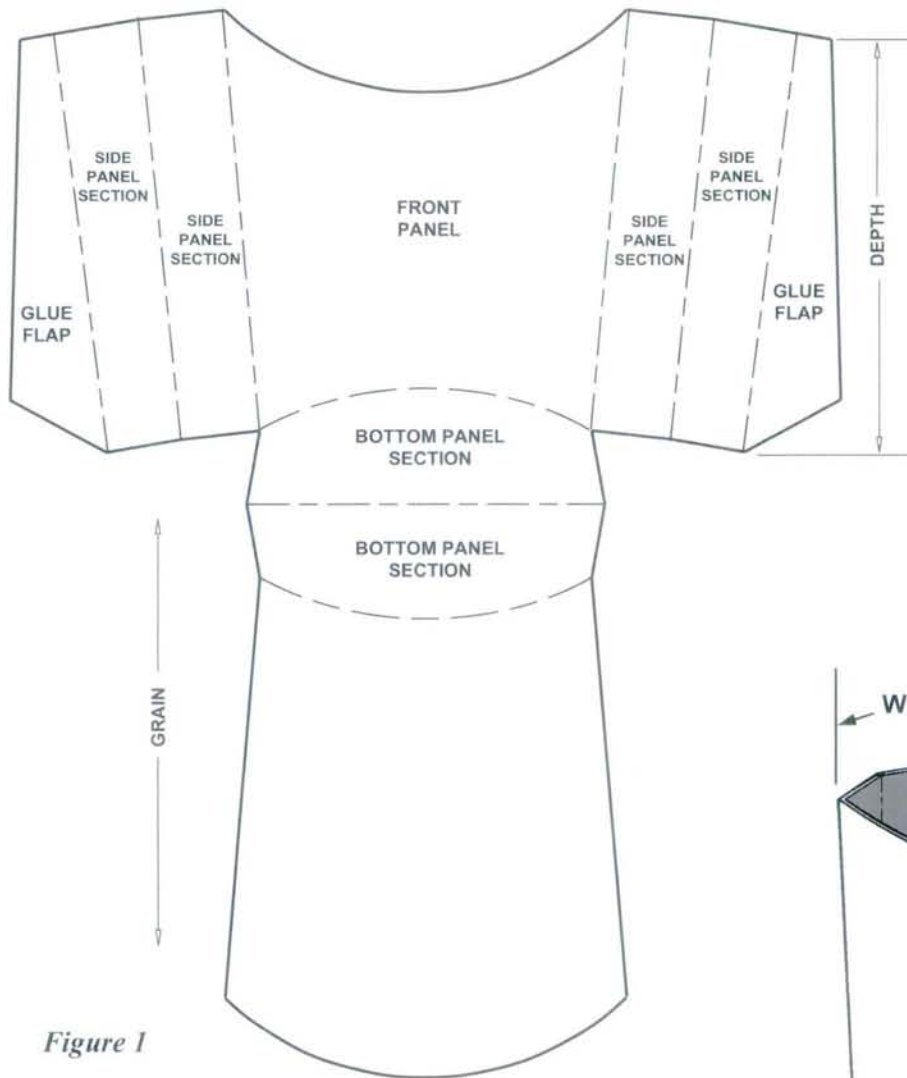 SIDE
PANEL
SECTION
SIDE
PANEL
SECTION
FRONT
PANEL
SIDE
PANEL
SECTION
SIDE
PANEL
SECTION
DEPTH
GLUE
FLAP
GLUE
FLAP
BOTTOM PANEL
SECTION
BOTTOM PANEL
SECTION
GRAIN
W
Figure 1